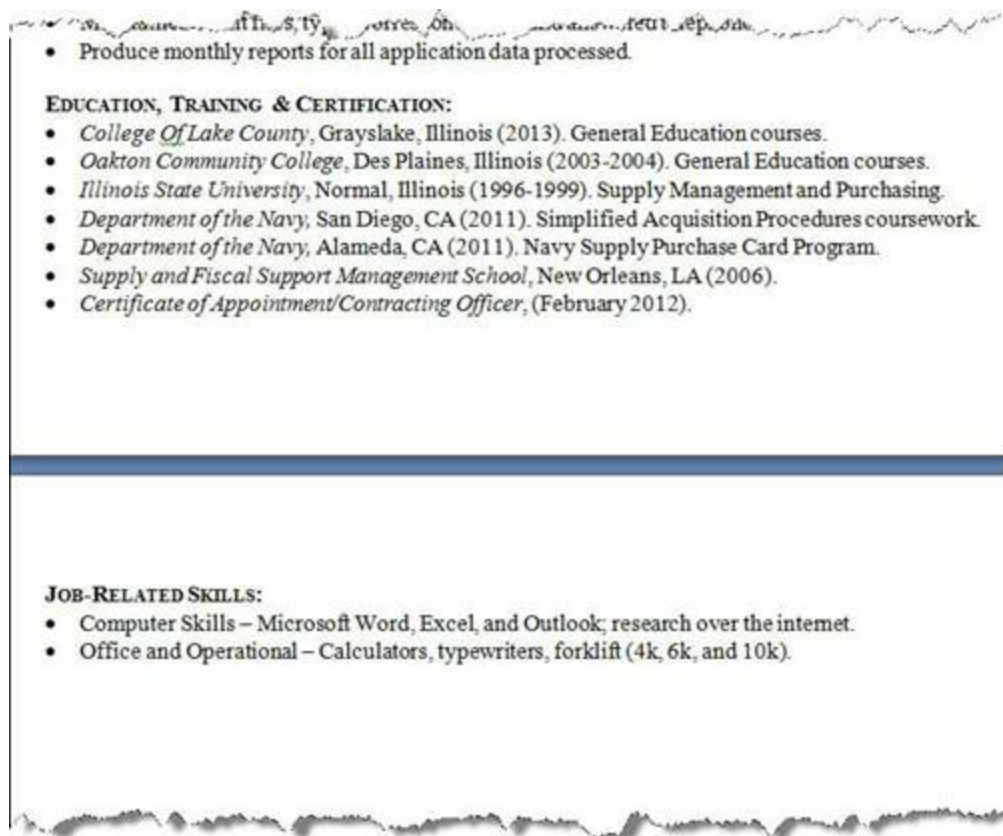 • Produce monthly reports for all application data processed.
EDUCATION, TRAINING & CERTIFICATION:
• College Of Lake County, Grayslake, Illinois (2013). General Education courses.
• Oakton Community College, Des Plaines, Illinois (2003-2004). General Education courses.
• Illinois State University, Normal, Illinois (1996-1999). Supply Management and Purchasing.
• Department of the Navy, San Diego, CA (2011). Simplified Acquisition Procedures coursework.
• Department of the Navy, Alameda, CA (2011). Navy Supply Purchase Card Program.
• Supply and Fiscal Support Management School, New Orleans, LA (2006).
• Certificate of Appointment/Contracting Officer, (February 2012).
JOB-RELATED SKILLS:
• Computer Skills – Microsoft Word, Excel, and Outlook; research over the internet.
• Office and Operational – Calculators, typewriters, forklift (4k, 6k, and 10k).